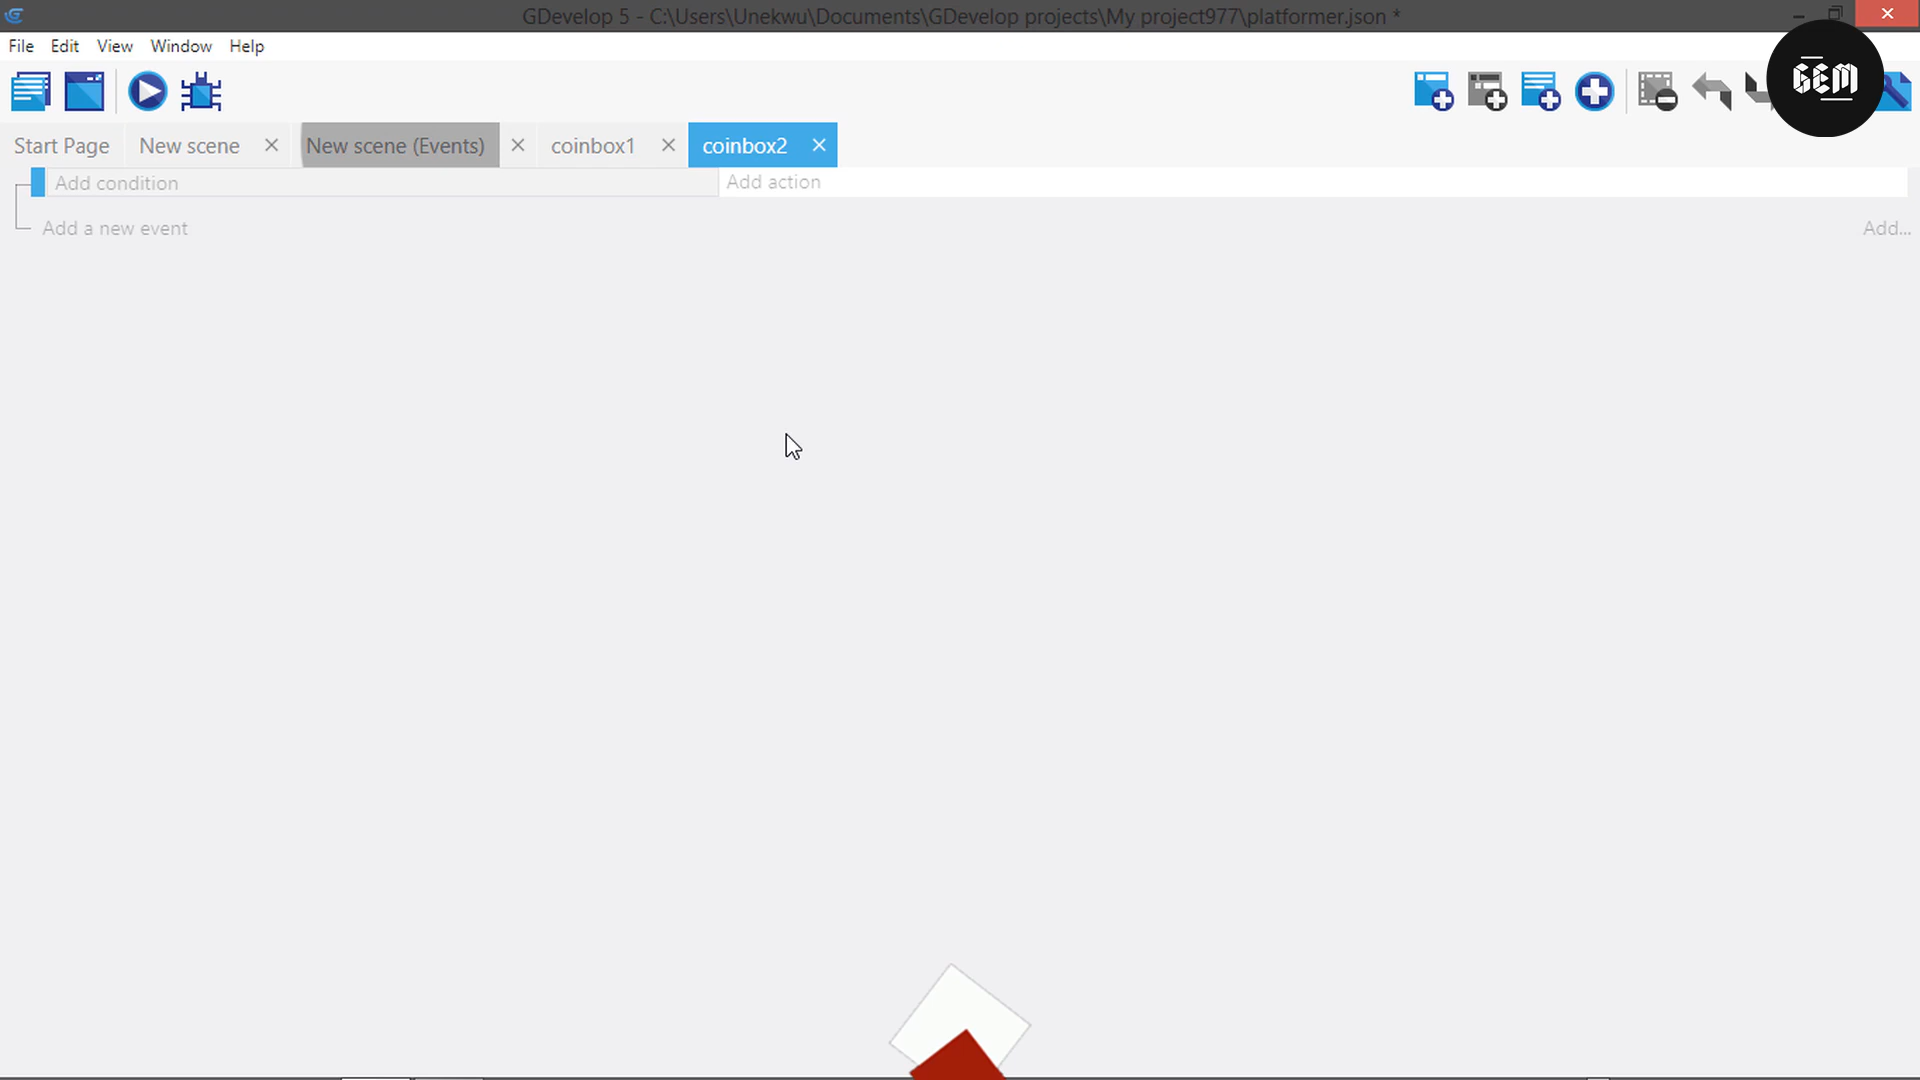 GDevelop 5 - C:\Users\Unekwu\Documents\GDevelop projects\My project977\platformer.json *
File Edit View Window Help
GEM
Start Page New scene New scene (Events) coinbox1 coinbox2
Add condition Add action
Add a new event Add...